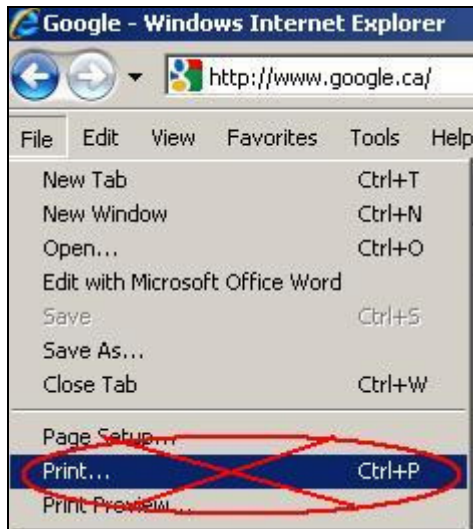 Google - Windows Internet Explorer
http://www.google.ca/
File Edit View Favorites Tools Help
New Tab Ctrl+T
New Window Ctrl+N
Open... Ctrl+O
Edit with Microsoft Office Word
Save Ctrl+S
Save As...
Close Tab Ctrl+W
Page Setup...
Print... Ctrl+P
Print Preview...